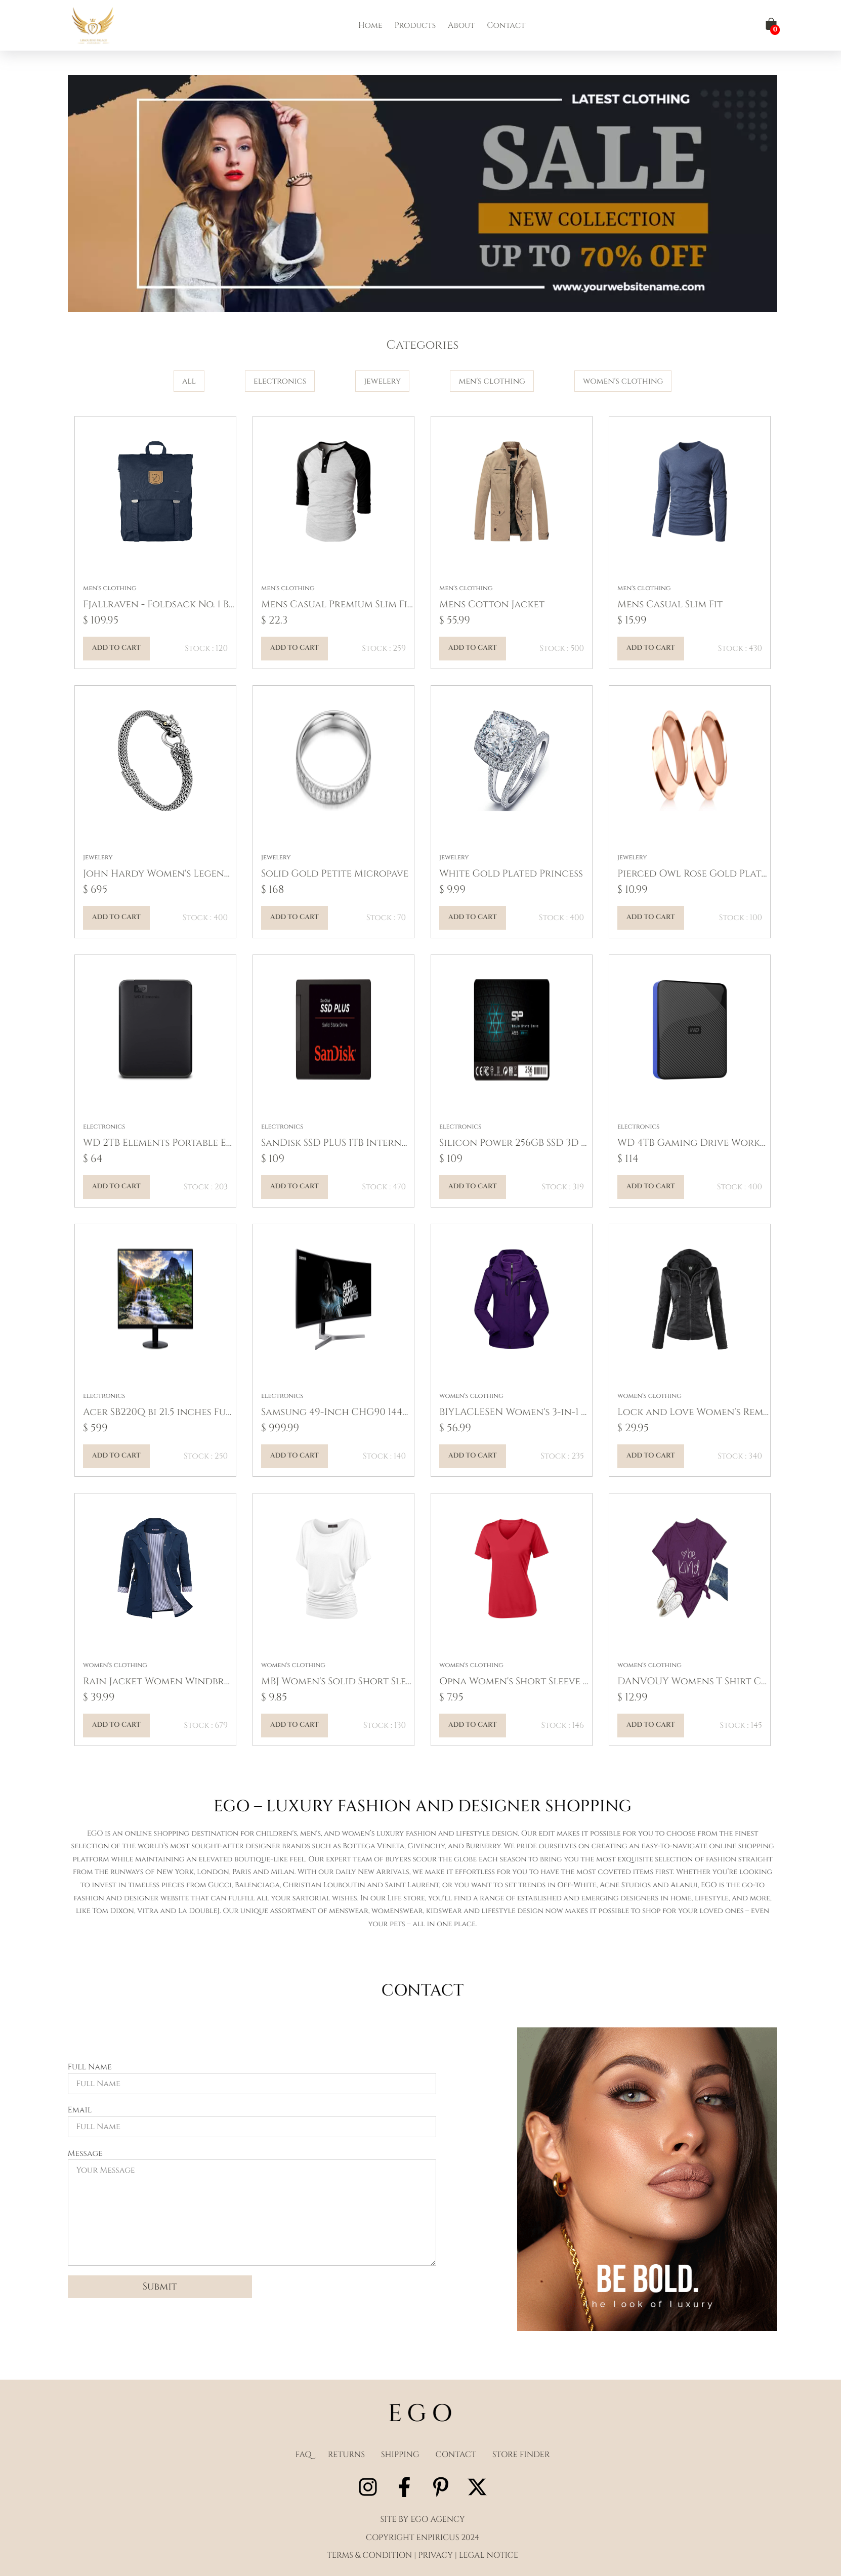 Home Products About Contact
0
LATEST CLOTHING
SALE
NEW COLLECTION
UP TO 70% OFF
www.yourwebsitename.com
Categories
all electronics jewelery men's clothing women's clothing
men's clothing men's clothing men's clothing men's clothing
Fjallraven - Foldsack No. 1 B... Mens Casual Premium Slim Fi... Mens Cotton Jacket Mens Casual Slim Fit
$ 109.95 $ 22.3 $ 55.99 $ 15.99
ADD TO CART Stock : 120 ADD TO CART Stock : 259 ADD TO CART Stock : 500 ADD TO CART Stock : 430
jewelery jewelery jewelery jewelery
John Hardy Women's Legen... Solid Gold Petite Micropave White Gold Plated Princess Pierced Owl Rose Gold Plat...
$ 695 $ 168 $ 9.99 $ 10.99
ADD TO CART Stock : 400 ADD TO CART Stock : 70 ADD TO CART Stock : 400 ADD TO CART Stock : 100
SanDisk
SSD PLUS
Solid State Drive
SanDisk
SP
256
WD
electronics electronics electronics electronics
WD 2TB Elements Portable E... SanDisk SSD PLUS 1TB Intern... Silicon Power 256GB SSD 3D ... WD 4TB Gaming Drive Work...
$ 64 $ 109 $ 109 $ 114
ADD TO CART Stock : 203 ADD TO CART Stock : 470 ADD TO CART Stock : 319 ADD TO CART Stock : 400
QLED
GAMING
MONITOR
electronics electronics women's clothing women's clothing
Acer SB220Q bi 21.5 inches Fu... Samsung 49-Inch CHG90 144... BIYLACLESEN Women's 3-in-1 ... Lock and Love Women's Rem...
$ 599 $ 999.99 $ 56.99 $ 29.95
ADD TO CART Stock : 250 ADD TO CART Stock : 140 ADD TO CART Stock : 235 ADD TO CART Stock : 340
be
kind
women's clothing women's clothing women's clothing women's clothing
Rain Jacket Women Windbr... MBJ Women's Solid Short Sle... Opna Women's Short Sleeve ... DANVOUY Womens T Shirt C...
$ 39.99 $ 9.85 $ 7.95 $ 12.99
ADD TO CART Stock : 679 ADD TO CART Stock : 130 ADD TO CART Stock : 146 ADD TO CART Stock : 145
EGO – LUXURY FASHION AND DESIGNER SHOPPING
EGO is an online shopping destination for children's, men's, and women's luxury fashion and lifestyle design. Our edit makes it possible for you to choose from the finest
selection of the world's most sought-after designer brands such as Bottega Veneta, Givenchy, and Burberry. We pride ourselves on creating an easy-to-navigate online shopping
platform while maintaining an elevated boutique-like feel. Our expert team of buyers scour the globe each season to bring you the most exquisite selection of fashion straight
from the runways of New York, London, Paris and Milan. With our daily New Arrivals, we make it effortless for you to have the most coveted items first. Whether you're looking
to invest in timeless pieces from Gucci, Balenciaga, Christian Louboutin and Saint Laurent, or you want to set trends in Off-White, Acne Studios and Alanui, EGO is the go-to
fashion and designer website that can fulfill all your sartorial wishes. In our Life store, you'll find a range of established and emerging designers in home, lifestyle, and more,
like Tom Dixon, Vitra and La DoubleJ. Our unique assortment of menswear, womenswear, kidswear and lifestyle design now makes it possible to shop for your loved ones – even
your pets – all in one place.
CONTACT
Full Name
Full Name
Email
Full Name
Message
Your Message
Submit
BE BOLD.
The Look of Luxury
EGO
FAQ RETURNS SHIPPING CONTACT STORE FINDER
SITE BY EGO AGENCY
COPYRIGHT ENPIRICUS 2024
TERMS & CONDITION | PRIVACY | LEGAL NOTICE